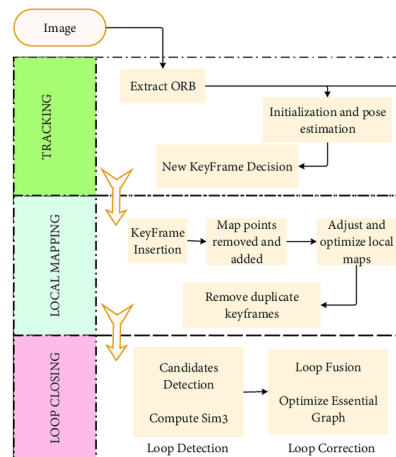 Image
TRACKING
Extract ORB
Initialization and pose
estimation
New KeyFrame Decision
LOCAL MAPPING
KeyFrame
Insertion
Map points
removed and
added
Adjust and
optimize local
maps
Remove duplicate
keyframes
LOOP CLOSING
Candidates
Detection
Compute Sim3
Loop Detection
Loop Fusion
Optimize Essential
Graph
Loop Correction